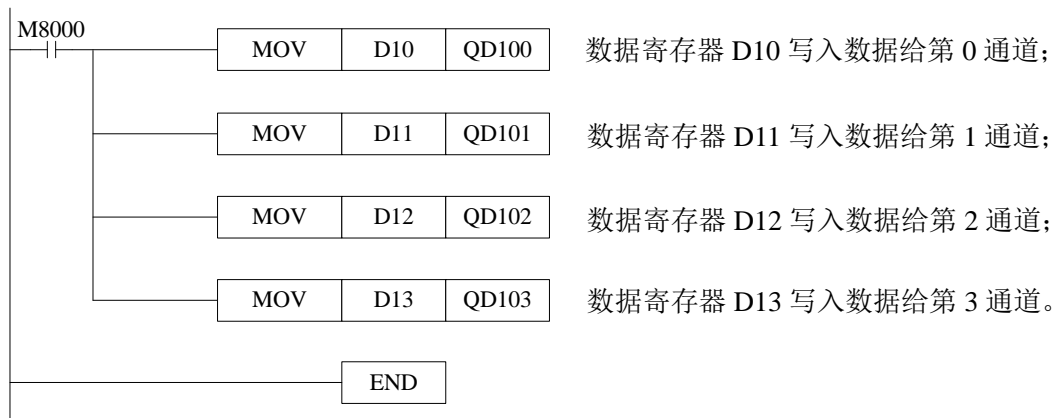 M8000
MOV D10 QD100 数据寄存器 D10 写入数据给第 0 通道；
MOV D11 QD101 数据寄存器 D11 写入数据给第 1 通道；
MOV D12 QD102 数据寄存器 D12 写入数据给第 2 通道；
MOV D13 QD103 数据寄存器 D13 写入数据给第 3 通道。
END